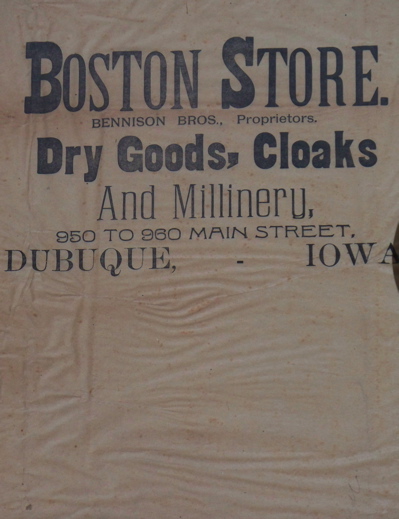 BOSTON STORE.
BENNISON BROS., Proprietors.
Dry Goods, Cloaks
And Millinery,
950 TO 960 MAIN STREET,
DUBUQUE, - IOWA